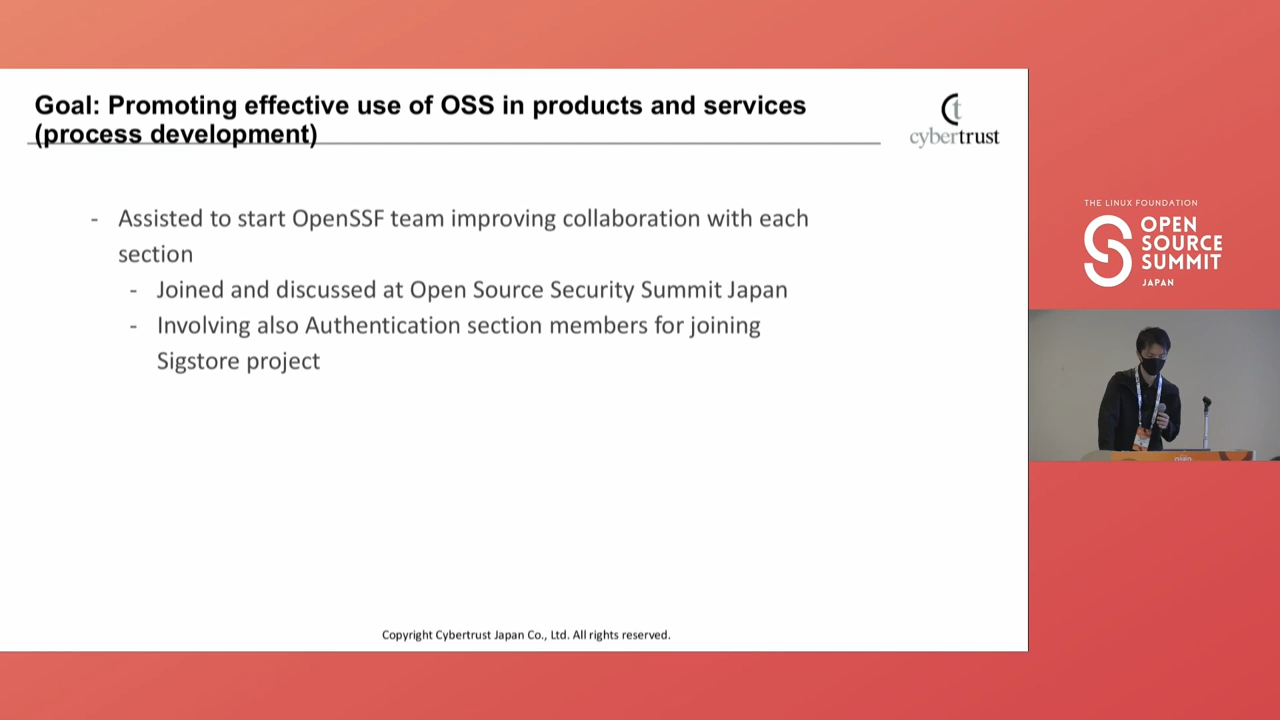 Goal: Promoting effective use of OSS in products and services
(process development)
cybertrust
- Assisted to start OpenSSF team improving collaboration with each
section
- Joined and discussed at Open Source Security Summit Japan
- Involving also Authentication section members for joining
Sigstore project
Copyright Cybertrust Japan Co., Ltd. All rights reserved.
THE LINUX FOUNDATION
OPEN
SOURCE
SUMMIT
JAPAN